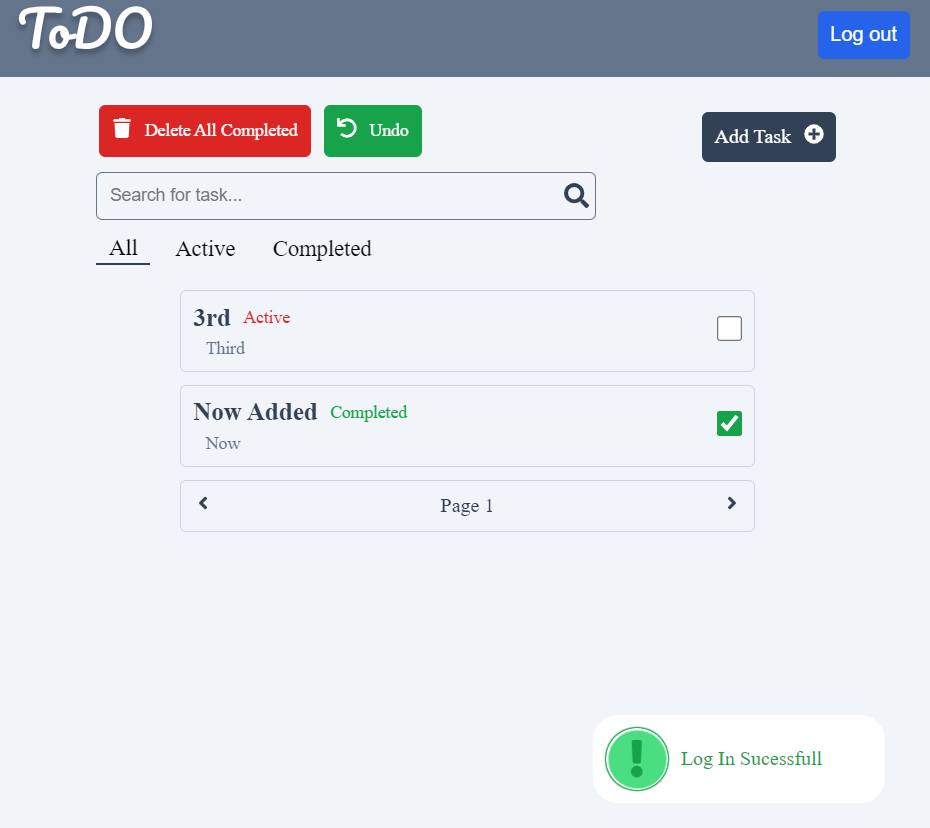 ToDO
Log out
Delete All Completed
Undo
Add Task
Search for task...
All
Active
Completed
3rd
Active
Third
Now Added
Completed
Now
Page 1
Log In Sucessfull